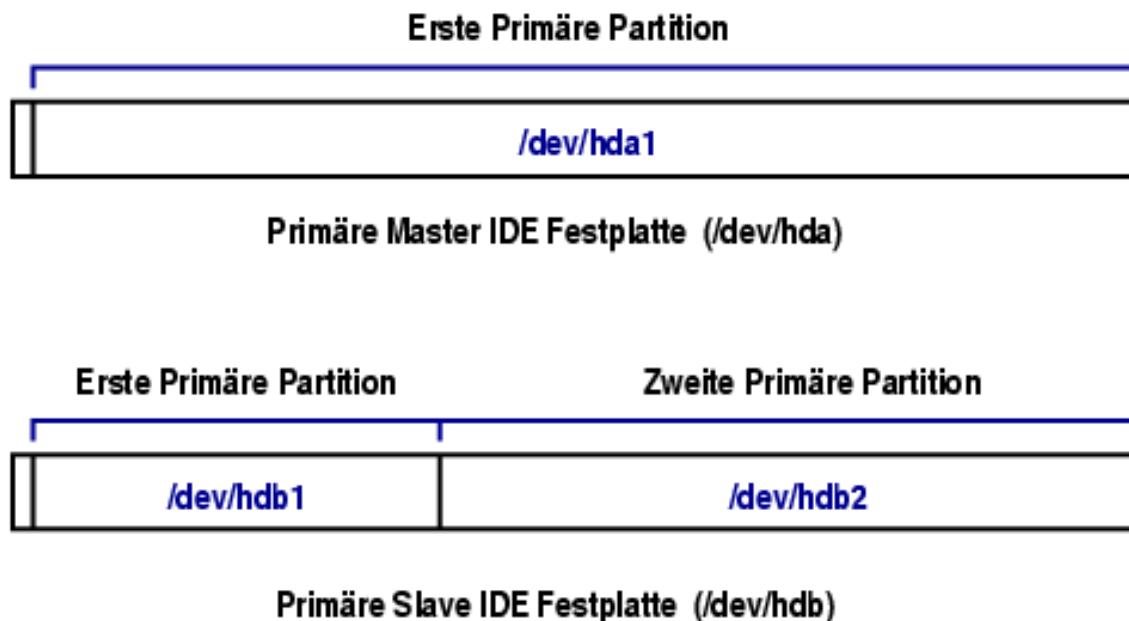 Erste Primäre Partition
/dev/hda1
Primäre Master IDE Festplatte (/dev/hda)
Erste Primäre Partition Zweite Primäre Partition
/dev/hdb1 /dev/hdb2
Primäre Slave IDE Festplatte (/dev/hdb)